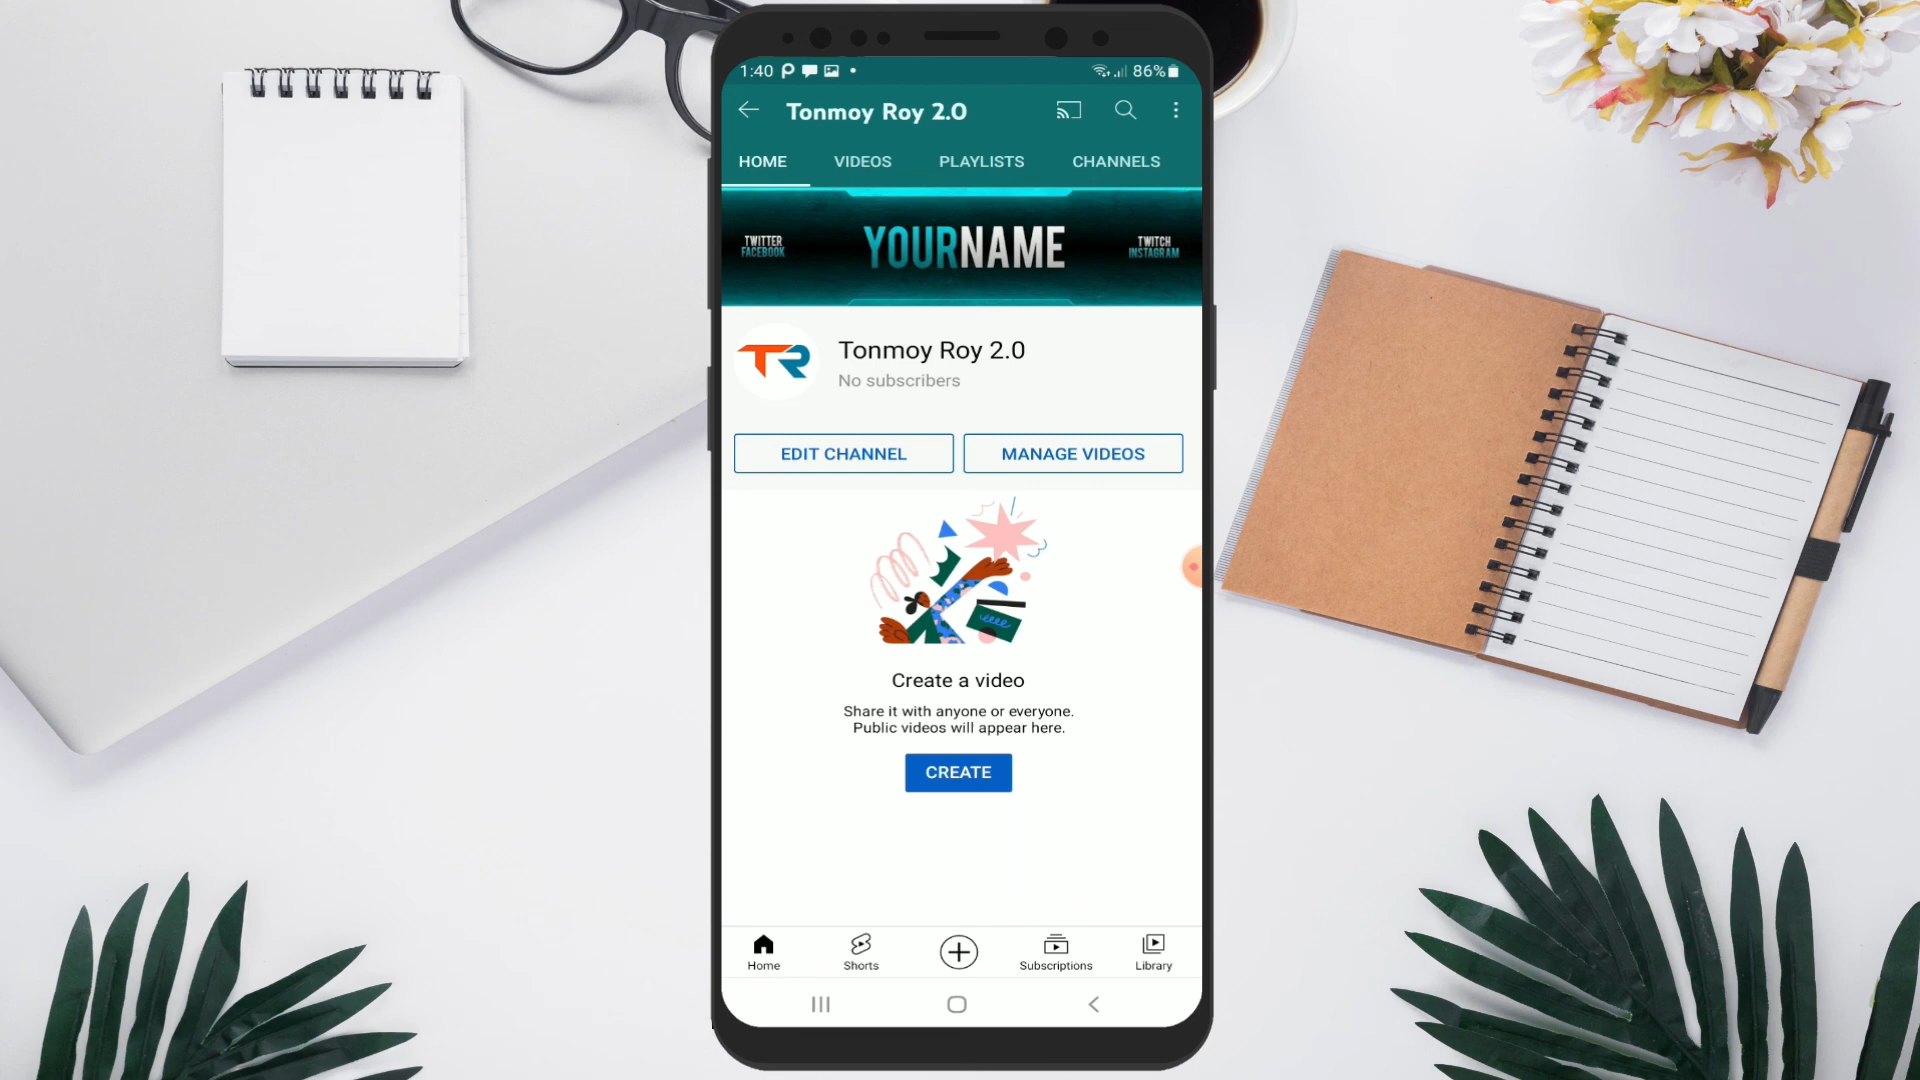 1:40
86%
Tonmoy Roy 2.0
HOME VIDEOS PLAYLISTS CHANNELS
TWITTER
FACEBOOK
YOURNAME
TWITCH
INSTAGRAM
TR
Tonmoy Roy 2.0
No subscribers
EDIT CHANNEL MANAGE VIDEOS
Create a video
Share it with anyone or everyone.
Public videos will appear here.
CREATE
Home Shorts Subscriptions Library